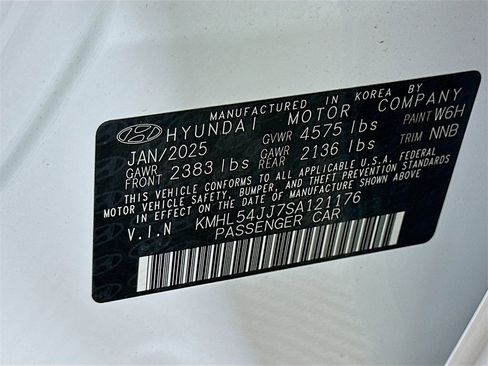 MANUFACTURED IN KOREA BY
HYUNDAI MOTOR COMPANY
JAN/2025 GVWR 4575 lbs PAINT W6H
GAWR FRONT 2383 lbs GAWR REAR 2136 lbs TRIM NNB
THIS VEHICLE CONFORMS TO ALL APPLICABLE U.S.A. FEDERAL
MOTOR VEHICLE SAFETY, BUMPER, AND THEFT PREVENTION STANDARDS
IN EFFECT ON THE DATE OF MANUFACTURE SHOWN ABOVE.
V.I.N KMHL54JJ7SA121176
PASSENGER CAR